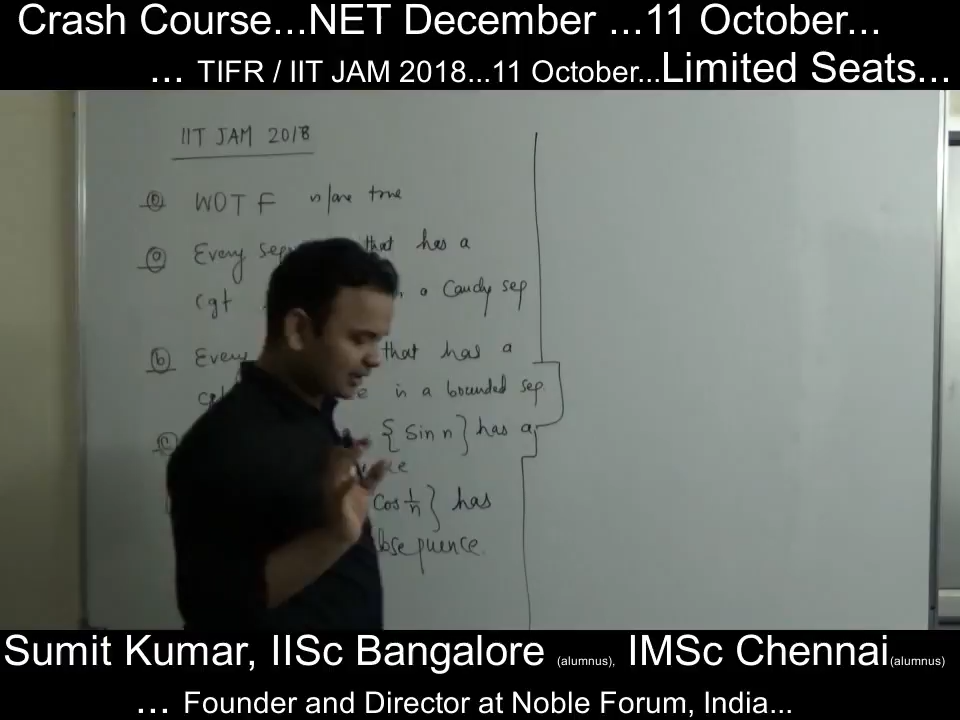 Crash Course...NET December ...11 October...
... TIFR / IIT JAM 2018...11 October...Limited Seats...
IIT JAM 2018
WOTF is/are true
(a) Every seq that has a
cgt a Cauchy seq
(b) Every that has a
is a bounded seq
(c) {sin n} has a
cos 1/n} has
bsequence
Sumit Kumar, IISc Bangalore (alumnus), IMSc Chennai(alumnus)
... Founder and Director at Noble Forum, India...